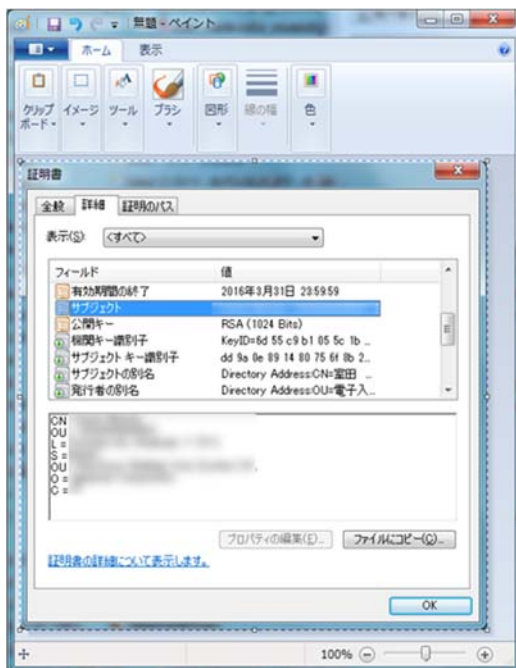 無題 - ペイント
ホーム 表示
クリップボード イメージ ツール ブラシ 図形 線の幅 色
証明書
全般 詳細 証明のパス
表示(S): <すべて>
フィールド 値
有効期間の終了 2016年3月31日 23:59:59
サブジェクト
公開キー RSA (1024 Bits)
機関キー識別子 KeyID=6d 55 c9 b1 05 5c 1b ...
サブジェクト キー識別子 dd 9a 0e 89 14 80 75 6f 8b 2...
サブジェクトの別名 Directory Address:CN=室田 ...
発行者の別名 Directory Address:OU=電子入...
CN
OU
L =
S =
OU
O =
C =
プロパティの編集(E)... ファイルにコピー(C)...
証明書の詳細について表示します。
OK
100%